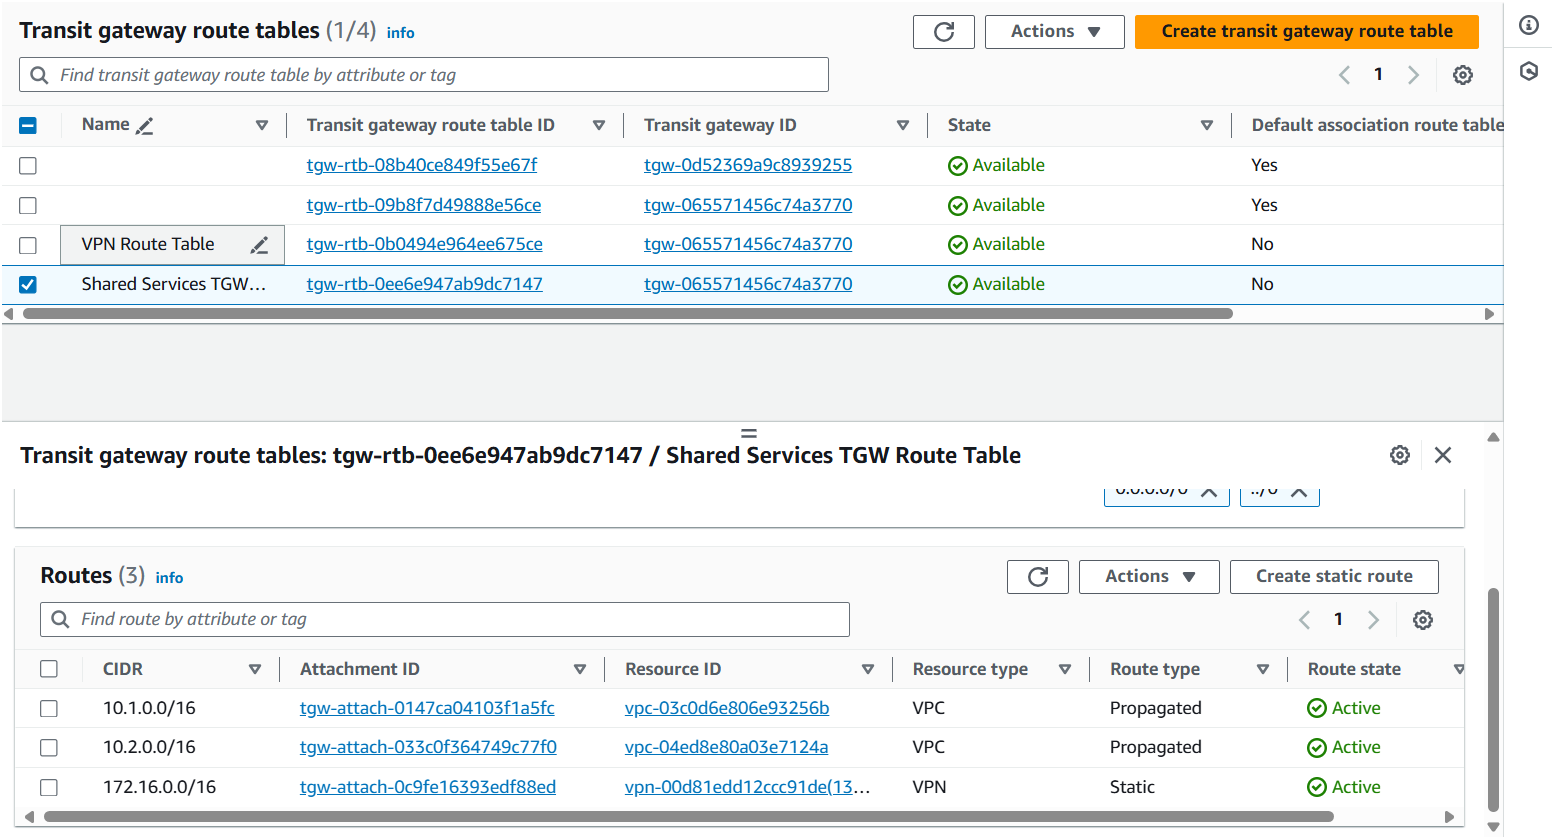 Transit gateway route tables (1/4) info
Actions
Create transit gateway route table
Find transit gateway route table by attribute or tag
1
Name Transit gateway route table ID Transit gateway ID State Default association route table
tgw-rtb-08b40ce849f55e67f tgw-0d52369a9c8939255 Available Yes
tgw-rtb-09b8f7d49888e56ce tgw-065571456c74a3770 Available Yes
VPN Route Table tgw-rtb-0b0494e964ee675ce tgw-065571456c74a3770 Available No
Shared Services TGW... tgw-rtb-0ee6e947ab9dc7147 tgw-065571456c74a3770 Available No
Transit gateway route tables: tgw-rtb-0ee6e947ab9dc7147 / Shared Services TGW Route Table
Routes (3) info
Actions
Create static route
Find route by attribute or tag
1
CIDR Attachment ID Resource ID Resource type Route type Route state
10.1.0.0/16 tgw-attach-0147ca04103f1a5fc vpc-03c0d6e806e93256b VPC Propagated Active
10.2.0.0/16 tgw-attach-033c0f364749c77f0 vpc-04ed8e80a03e7124a VPC Propagated Active
172.16.0.0/16 tgw-attach-0c9fe16393edf88ed vpn-00d81edd12ccc91de(13... VPN Static Active